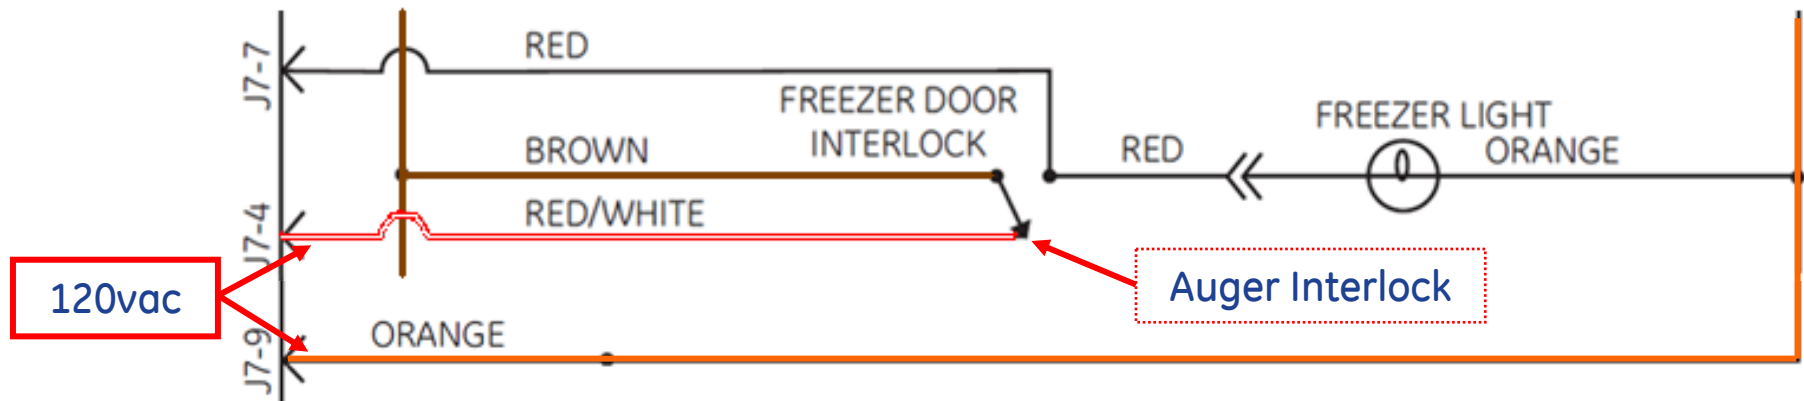 J7-7
RED
FREEZER DOOR
INTERLOCK
FREEZER LIGHT
BROWN
RED
ORANGE
J7-4
RED/WHITE
120vac
Auger Interlock
J7-9
ORANGE